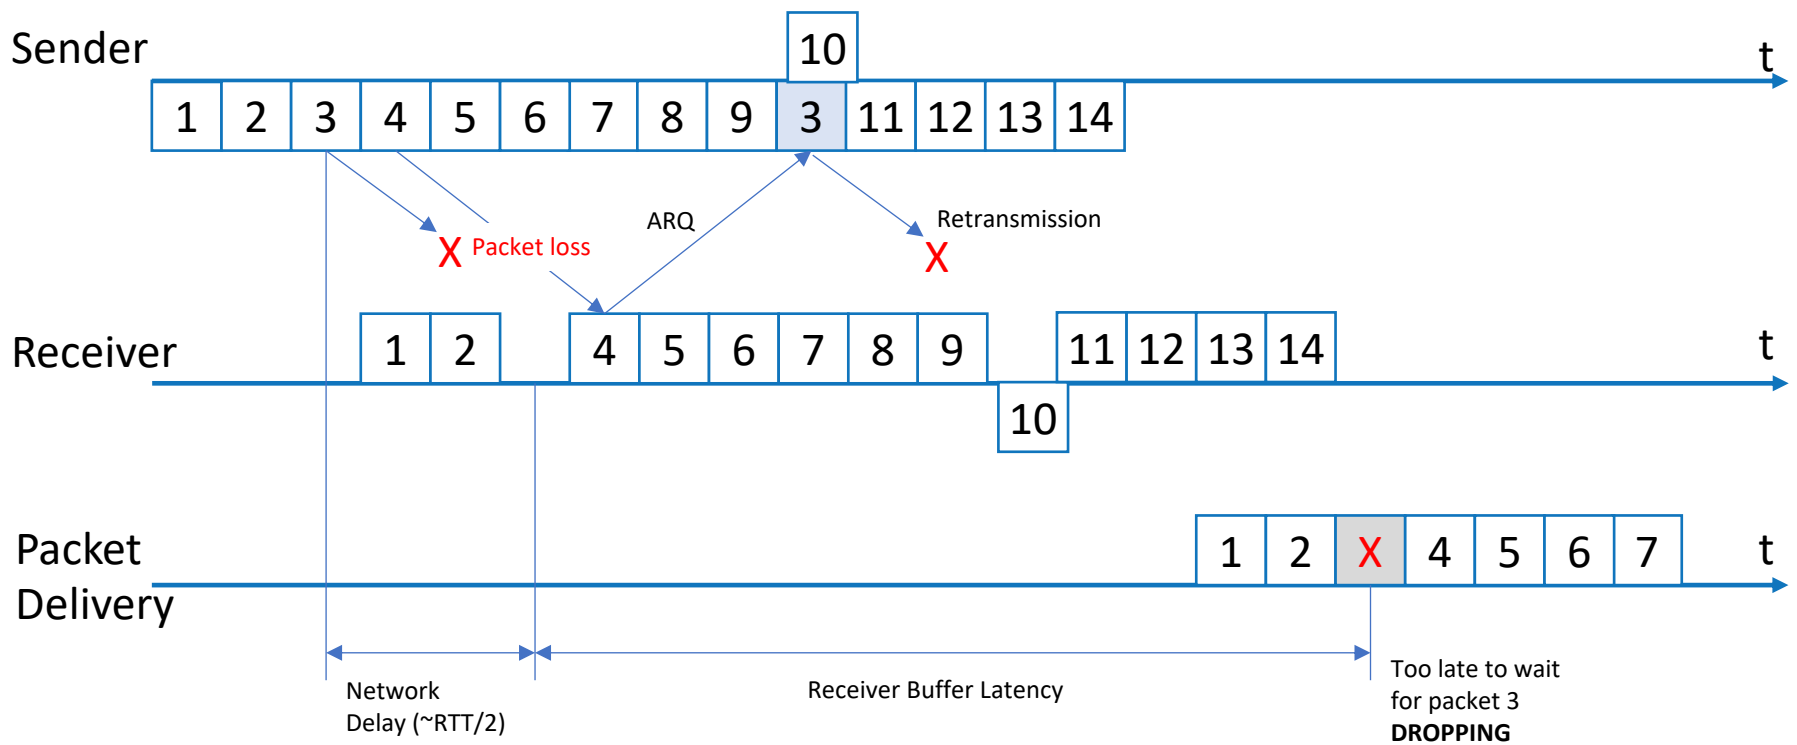 Sender
10
t
1 2 3 4 5 6 7 8 9 3 11 12 13 14
ARQ
Retransmission
X Packet loss
X
Receiver
1 2 4 5 6 7 8 9 11 12 13 14
t
10
Packet
Delivery
1 2 X 4 5 6 7
t
Network
Delay (~RTT/2)
Receiver Buffer Latency
Too late to wait
for packet 3
DROPPING